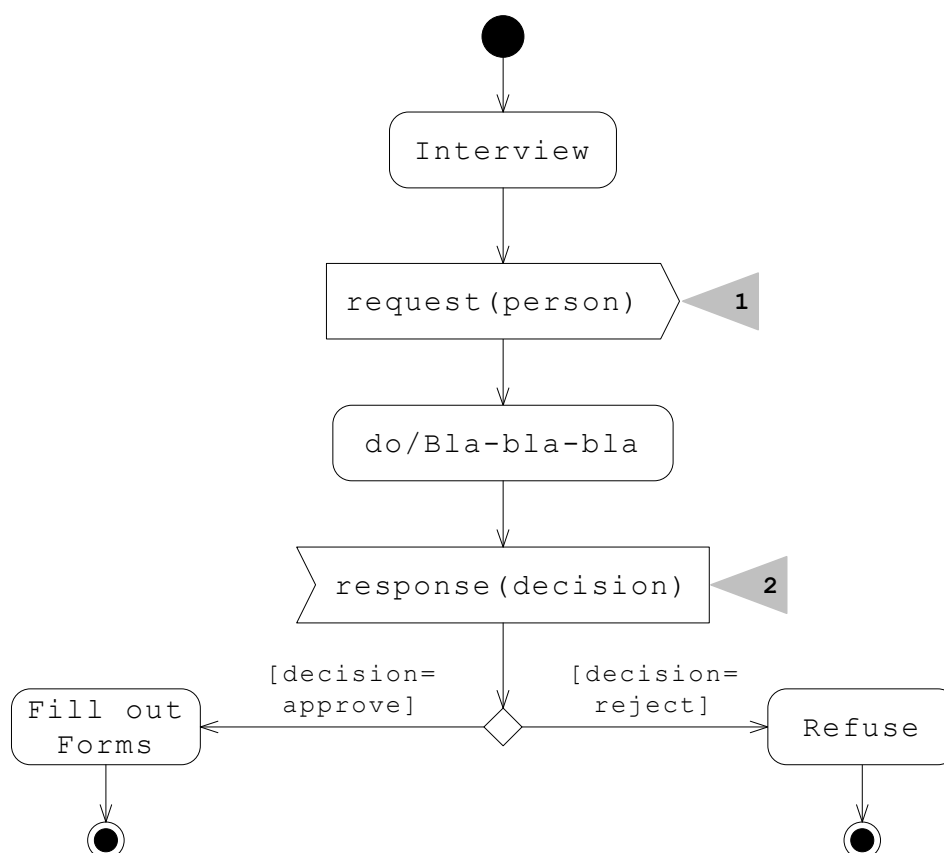 Interview
request(person)
1
do/Bla-bla-bla
response(decision)
2
[decision=
approve]
[decision=
reject]
Fill out
Forms
Refuse